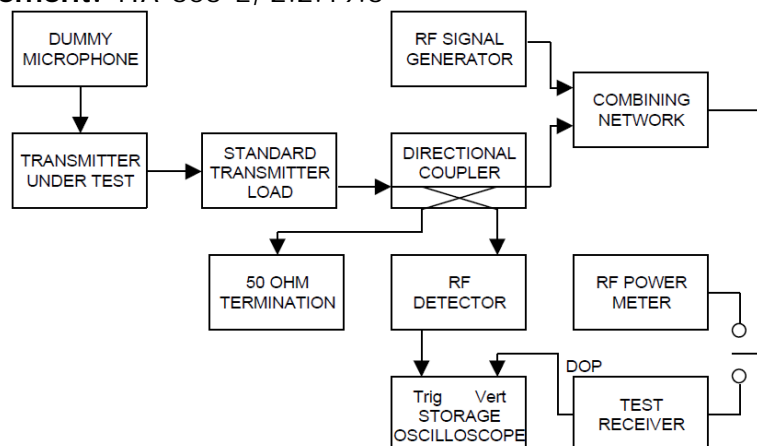 DUMMY
MICROPHONE
RF SIGNAL
GENERATOR
COMBINING
NETWORK
TRANSMITTER
UNDER TEST
STANDARD
TRANSMITTER
LOAD
DIRECTIONAL
COUPLER
50 OHM
TERMINATION
RF
DETECTOR
RF POWER
METER
DOP
Trig Vert
STORAGE
OSCILLOSCOPE
TEST
RECEIVER